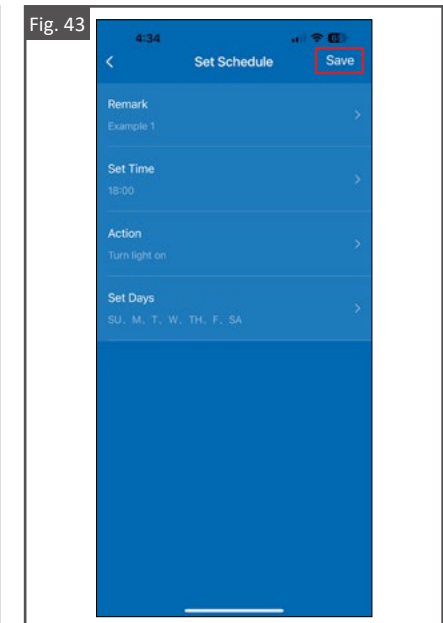 Fig. 43
4:34
Set Schedule Save
Remark
Example 1
Set Time
18:00
Action
Turn light on
Set Days
SU、M、T、W、TH、F、SA